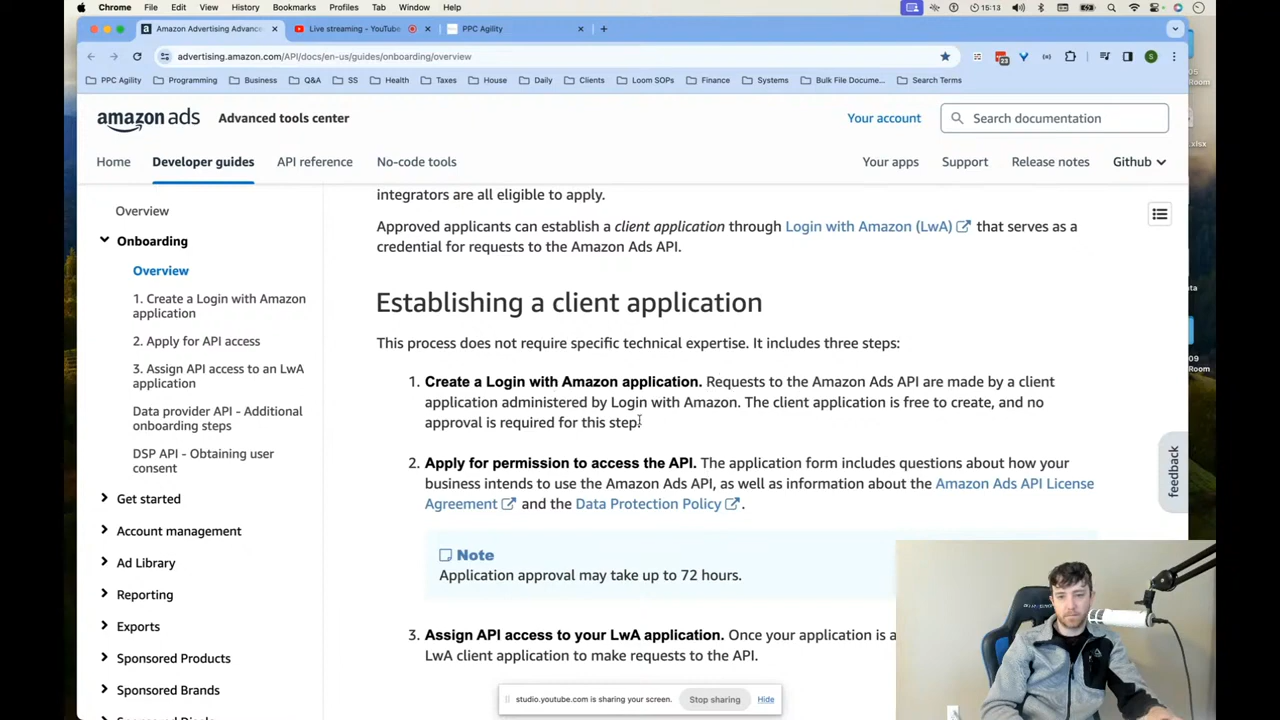 Chrome File Edit View History Bookmarks Profiles Tab Window Help 15:13
Amazon Advertising Advance
Live streaming - YouTube
PPC Agility
advertising.amazon.com/API/docs/en-us/guides/onboarding/overview
23
S
PPC Agility Programming Business Q&A SS Health Taxes House Daily Clients Loom SOPs Finance Systems Bulk File Docume... Search Terms
amazon ads Advanced tools center Your account Search documentation
Home Developer guides API reference No-code tools Your apps Support Release notes Github
Overview
Onboarding
Overview
1. Create a Login with Amazon
application
2. Apply for API access
3. Assign API access to an LwA
application
Data provider API - Additional
onboarding steps
DSP API - Obtaining user
consent
Get started
Account management
Ad Library
Reporting
Exports
Sponsored Products
Sponsored Brands
integrators are all eligible to apply.
Approved applicants can establish a client application through Login with Amazon (LwA) that serves as a
credential for requests to the Amazon Ads API.
Establishing a client application
This process does not require specific technical expertise. It includes three steps:
1. Create a Login with Amazon application. Requests to the Amazon Ads API are made by a client
application administered by Login with Amazon. The client application is free to create, and no
approval is required for this step.
2. Apply for permission to access the API. The application form includes questions about how your
business intends to use the Amazon Ads API, as well as information about the Amazon Ads API License
Agreement and the Data Protection Policy.
Note
Application approval may take up to 72 hours.
3. Assign API access to your LwA application. Once your application is a
LwA client application to make requests to the API.
feedback
studio.youtube.com is sharing your screen. Stop sharing Hide